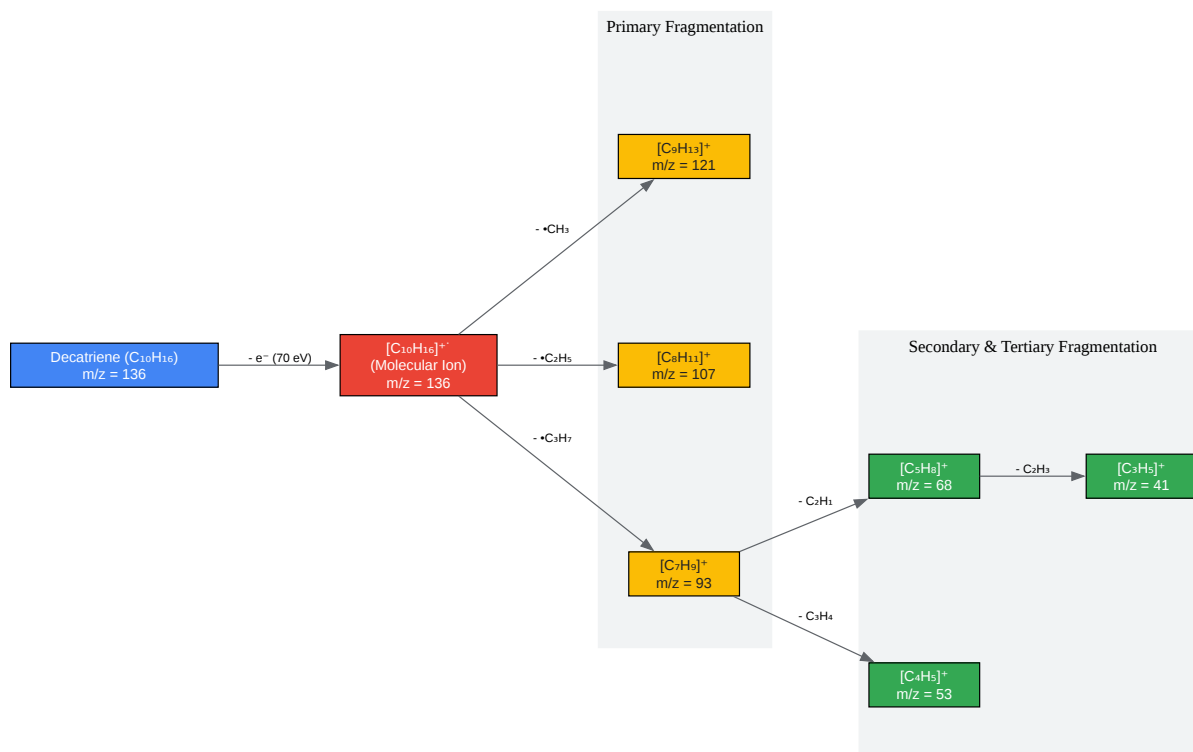 Primary Fragmentation
[C₉H₁₃]⁺
m/z = 121
- •CH₃
Decatriene (C₁₀H₁₆)
m/z = 136
- e⁻ (70 eV)
[C₁₀H₁₆]⁺˙
(Molecular Ion)
m/z = 136
- •C₂H₅
[C₈H₁₁]⁺
m/z = 107
- •C₃H₇
[C₇H₉]⁺
m/z = 93
Secondary & Tertiary Fragmentation
- C₂H₁
[C₅H₈]⁺
m/z = 68
- C₂H₃
[C₃H₅]⁺
m/z = 41
- C₃H₄
[C₄H₅]⁺
m/z = 53